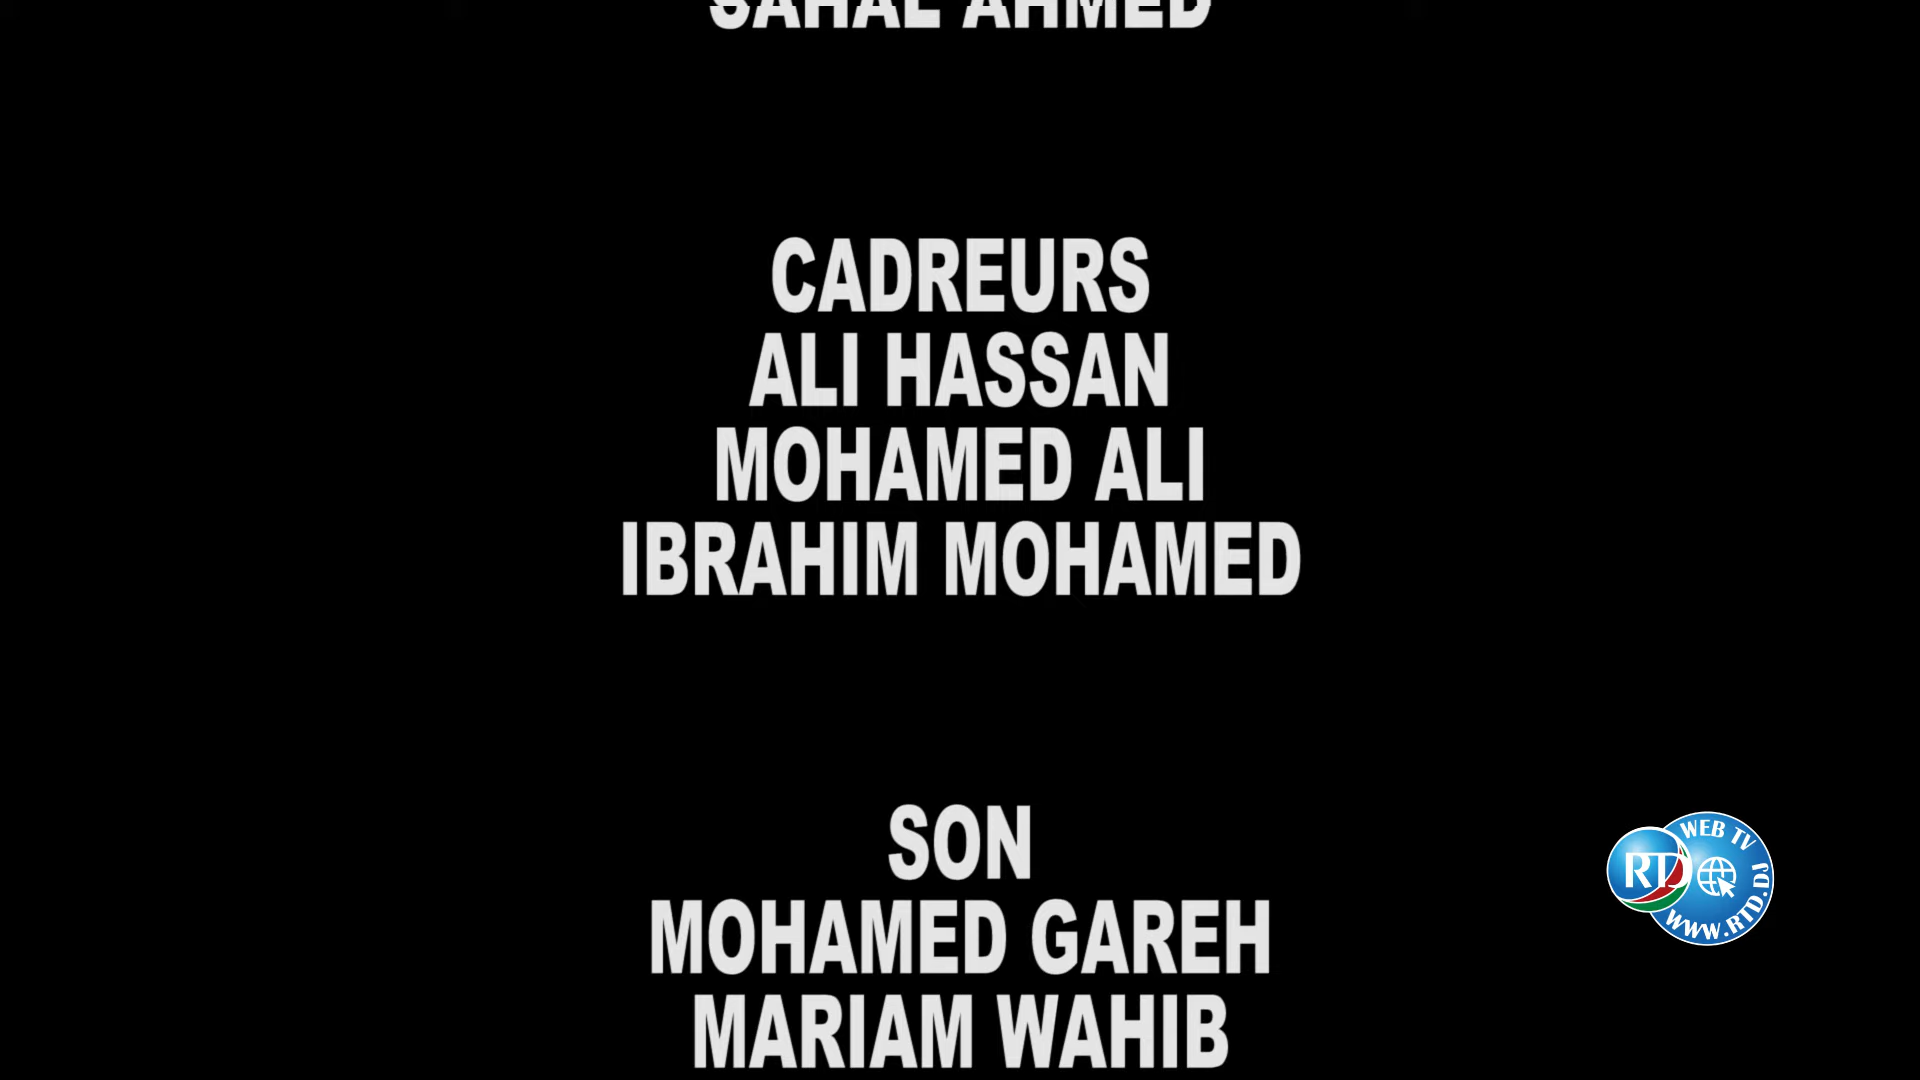 SAHAL AHMED
CADREURS
ALI HASSAN
MOHAMED ALI
IBRAHIM MOHAMED
SON
MOHAMED GAREH
MARIAM WAHIB
WEB TV
RTD
WWW.RTD.DJ